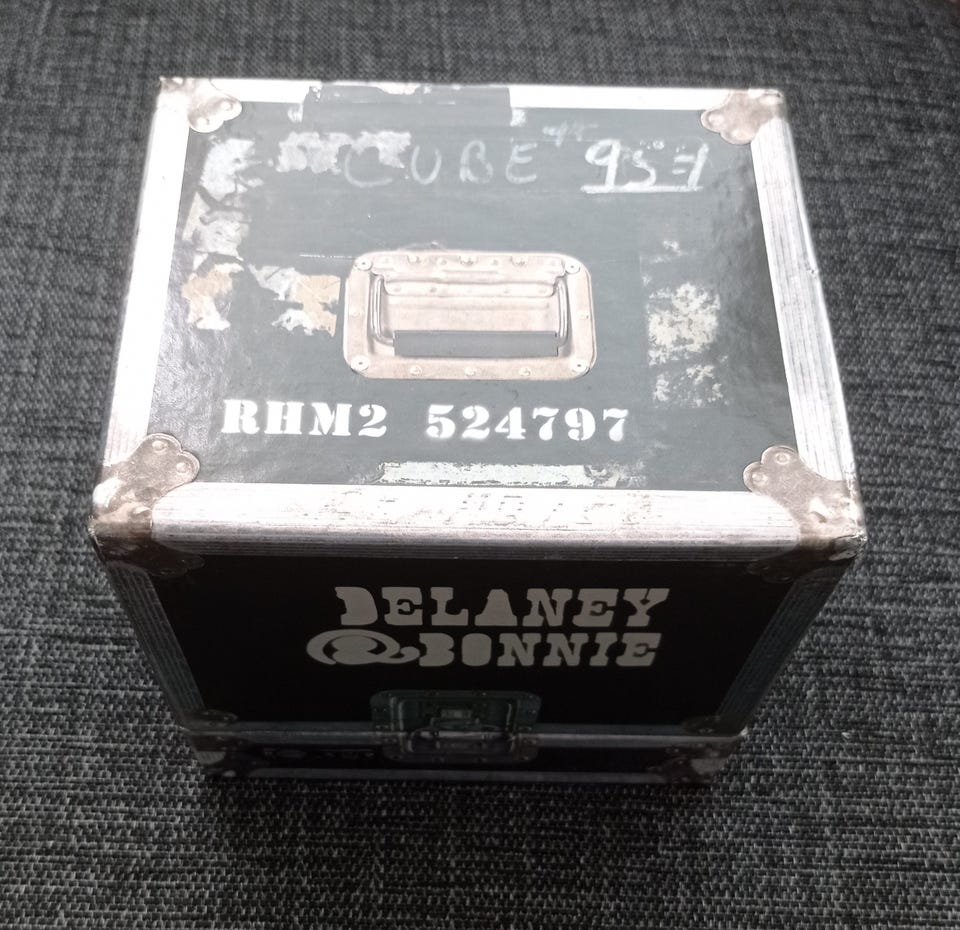 CUBE 95-1
RHM2 524797
DELANEY
&BONNIE